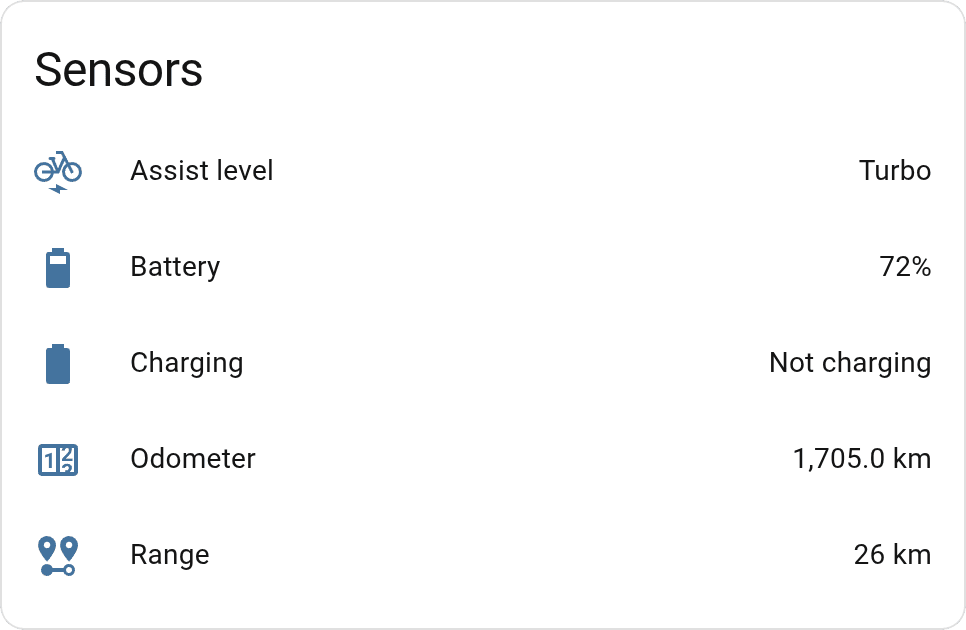 Sensors
Assist level Turbo
Battery 72%
Charging Not charging
Odometer 1,705.0 km
Range 26 km